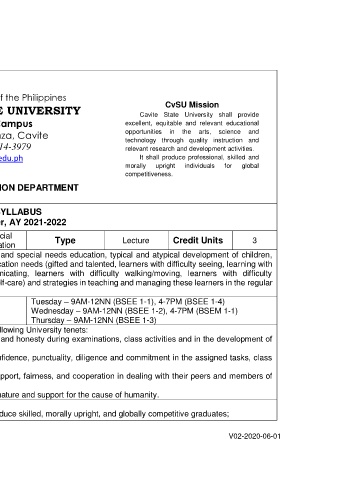 of the Philippines
E UNIVERSITY
Campus
nza, Cavite
14-3979
edu.ph
ION DEPARTMENT
CvSU Mission
Cavite State University shall provide
excellent, equitable and relevant educational
opportunities in the arts, science and
technology through quality instruction and
relevant research and development activities.
It shall produce professional, skilled and
morally upright individuals for global
competitiveness.
YLLABUS
r, AY 2021-2022
cial
ation
Type
Lecture
Credit Units
3
and special needs education, typical and atypical development of children,
cation needs (gifted and talented, learners with difficulty seeing, learning with
nicating, learners with difficulty walking/moving, learners with difficulty
lf-care) and strategies in teaching and managing these learners in the regular
Tuesday – 9AM-12NN (BSEE 1-1), 4-7PM (BSEE 1-4)
Wednesday – 9AM-12NN (BSEE 1-2), 4-7PM (BSEM 1-1)
Thursday – 9AM-12NN (BSEE 1-3)
llowing University tenets:
and honesty during examinations, class activities and in the development of
nfidence, punctuality, diligence and commitment in the assigned tasks, class
pport, fairness, and cooperation in dealing with their peers and members of
nature and support for the cause of humanity.
duce skilled, morally upright, and globally competitive graduates;
V02-2020-06-01